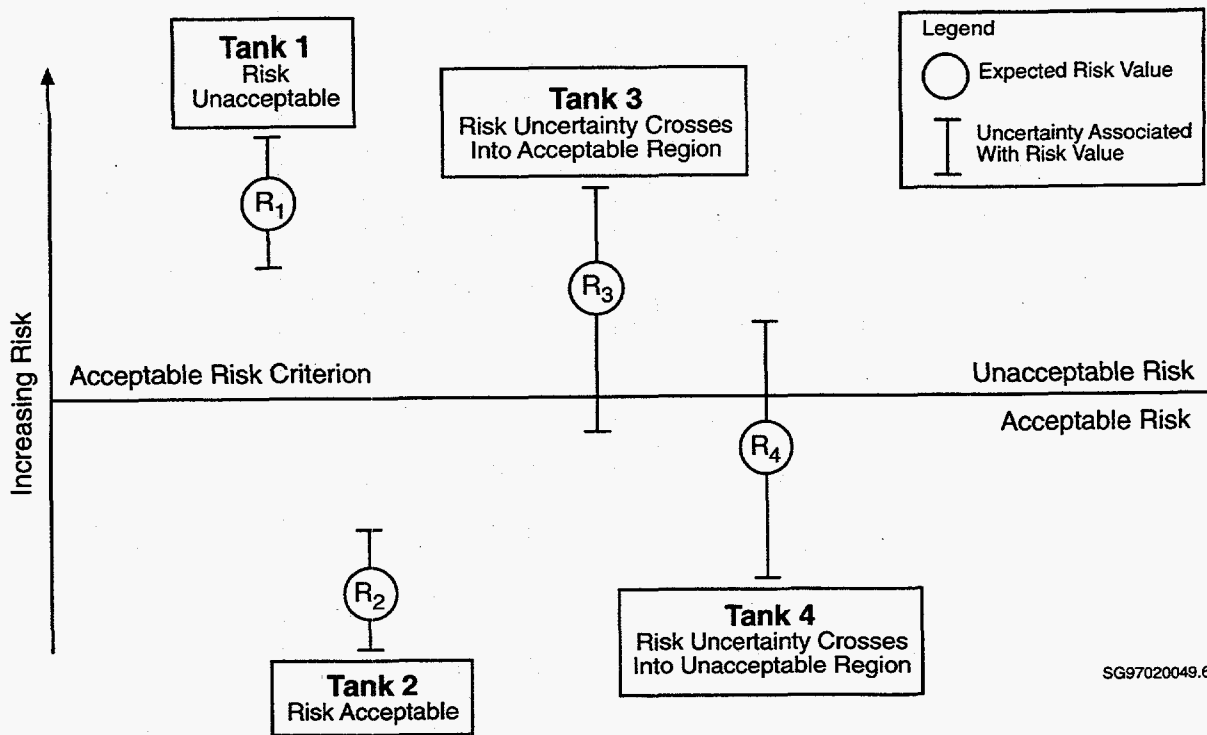 Tank 1
Risk
Unacceptable
Tank 3
Risk Uncertainty Crosses
Into Acceptable Region
Legend
Expected Risk Value
Uncertainty Associated
With Risk Value
R1
R3
Increasing Risk
Acceptable Risk Criterion
Unacceptable Risk
Acceptable Risk
R4
R2
Tank 4
Risk Uncertainty Crosses
Into Unacceptable Region
Tank 2
Risk Acceptable
SG97020049.6